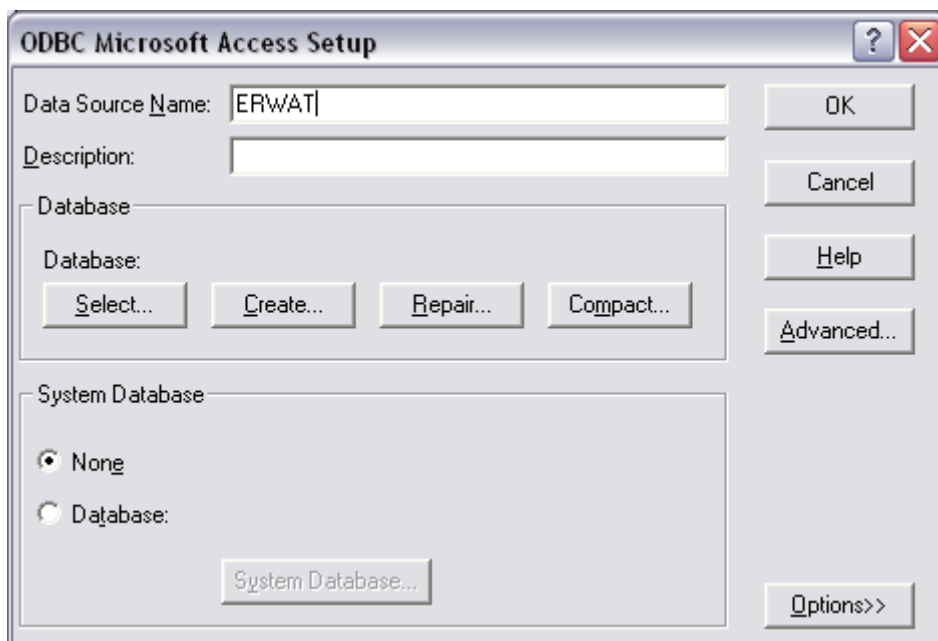 ODBC Microsoft Access Setup
?
Data Source Name: ERWAT
OK
Description:
Cancel
Database
Database:
Help
Select... Create... Repair... Compact...
Advanced...
System Database
None
Database:
System Database...
Options>>